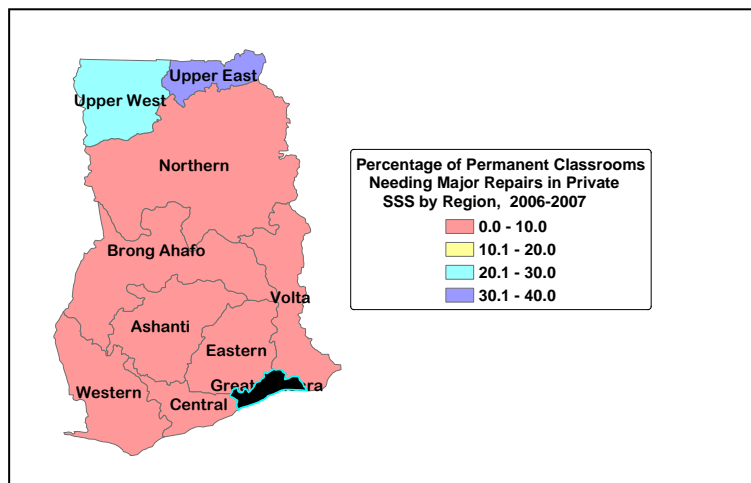 Upper East
Upper West
Northern
Brong Ahafo
Volta
Ashanti
Eastern
Western
Central
Percentage of Permanent Classrooms
Needing Major Repairs in Private
SSS by Region, 2006-2007
0.0 - 10.0
10.1 - 20.0
20.1 - 30.0
30.1 - 40.0